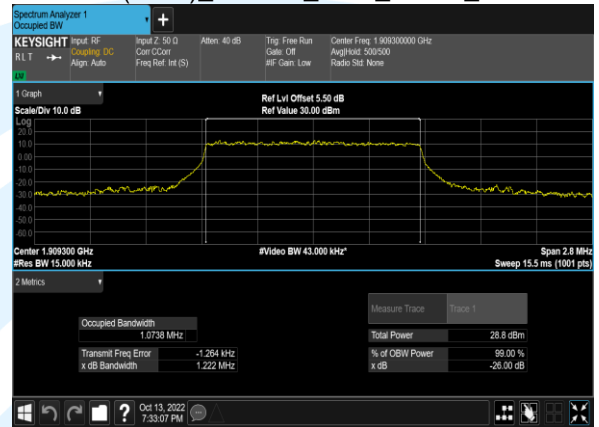 Spectrum Analyzer 1
Occupied BW
KEYSIGHT Input: RF Input Z: 50 Ω Atten: 40 dB Trig: Free Run Center Freq: 1.909300000 GHz
RLT Coupling: DC Corr CCorr Gate: Off Avg|Hold: 500/500
Align: Auto Freq Ref: Int (S) #IF Gain: Low Radio Std: None
1 Graph
Ref Lvl Offset 5.50 dB
Scale/Div 10.0 dB Ref Value 30.00 dBm
Log
20.0
10.0
0.00
-10.0
-20.0
-30.0
-40.0
-50.0
-60.0
Center 1.909300 GHz #Video BW 43.000 kHz* Span 2.8 MHz
#Res BW 15.000 kHz Sweep 15.5 ms (1001 pts)
2 Metrics
Measure Trace Trace 1
Occupied Bandwidth
1.0738 MHz Total Power 28.8 dBm
Transmit Freq Error -1.264 kHz % of OBW Power 99.00 %
x dB Bandwidth 1.222 MHz x dB -26.00 dB
Oct 13, 2022
7:33:07 PM